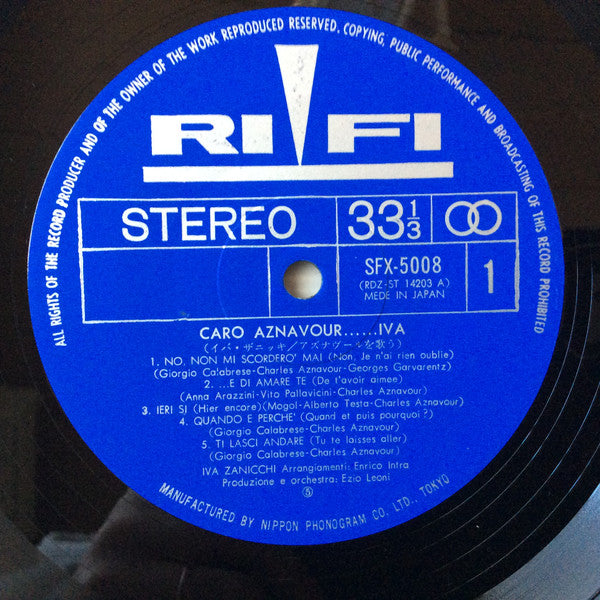 ALL RIGHTS OF THE RECORD PRODUCER AND OF THE OWNER OF THE WORK REPRODUCED RESERVED. COPYING, PUBLIC PERFORMANCE AND BROADCASTING OF THIS RECORD PROHIBITED
RI FI
STEREO 33 1/3
SFX-5008 1
(RDZ-ST 14203 A)
MEDE IN JAPAN
CARO AZNAVOUR......IVA
(イバ・ザニッキ/アズナヴールを歌う)
1. NO, NON MI SCORDERO' MAI (Non, Je n'ai rien oublie)
(Giorgio Calabrese-Charles Aznavour-Georges Garvarentz)
2. ...E DI AMARE TE (De t'avoir aimee)
(Anna Arazzini-Vito Pallavicini-Charles Aznavour)
3. IERI SJ (Hier encore)(Mogol-Alberto Testa-Charles Aznavour)
4. QUANDO E PERCHE' (Quand et puis pourquoi?)
(Giorgio Calabrese-Charles Aznavour)
5. TI LASCI ANDARE (Tu te laisses aller)
(Giorgio Calabrese-Charles Aznavour)
IVA ZANICCHI Arrangiamenti: Enrico Intra
Produzione e orchestra: Ezio Leoni
Ⓢ
MANUFACTURED BY NIPPON PHONOGRAM CO. LTD., TOKYO